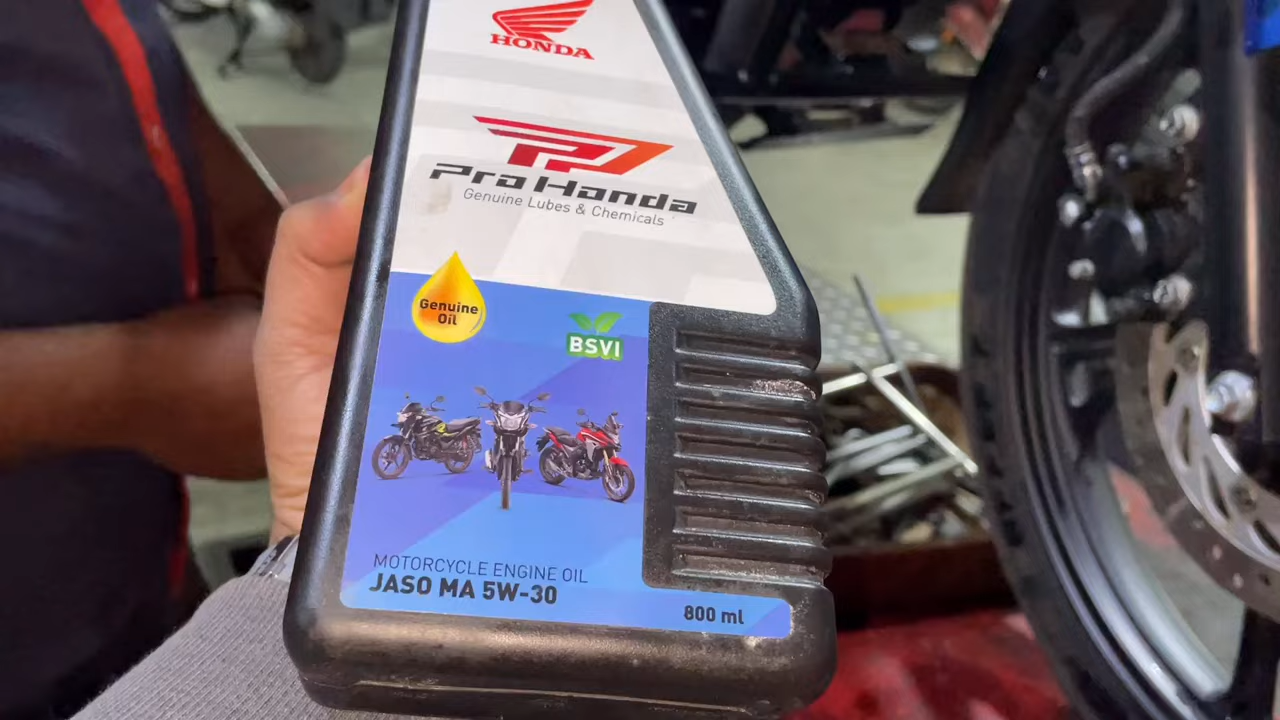 HONDA
Pro Honda
Genuine Lubes & Chemicals
Genuine
Oil
BSVI
MOTORCYCLE ENGINE OIL
JASO MA 5W-30
800 ml